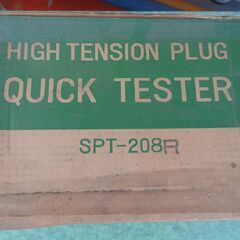 HIGH TENSION PLUG
QUICK TESTER
SPT-208R